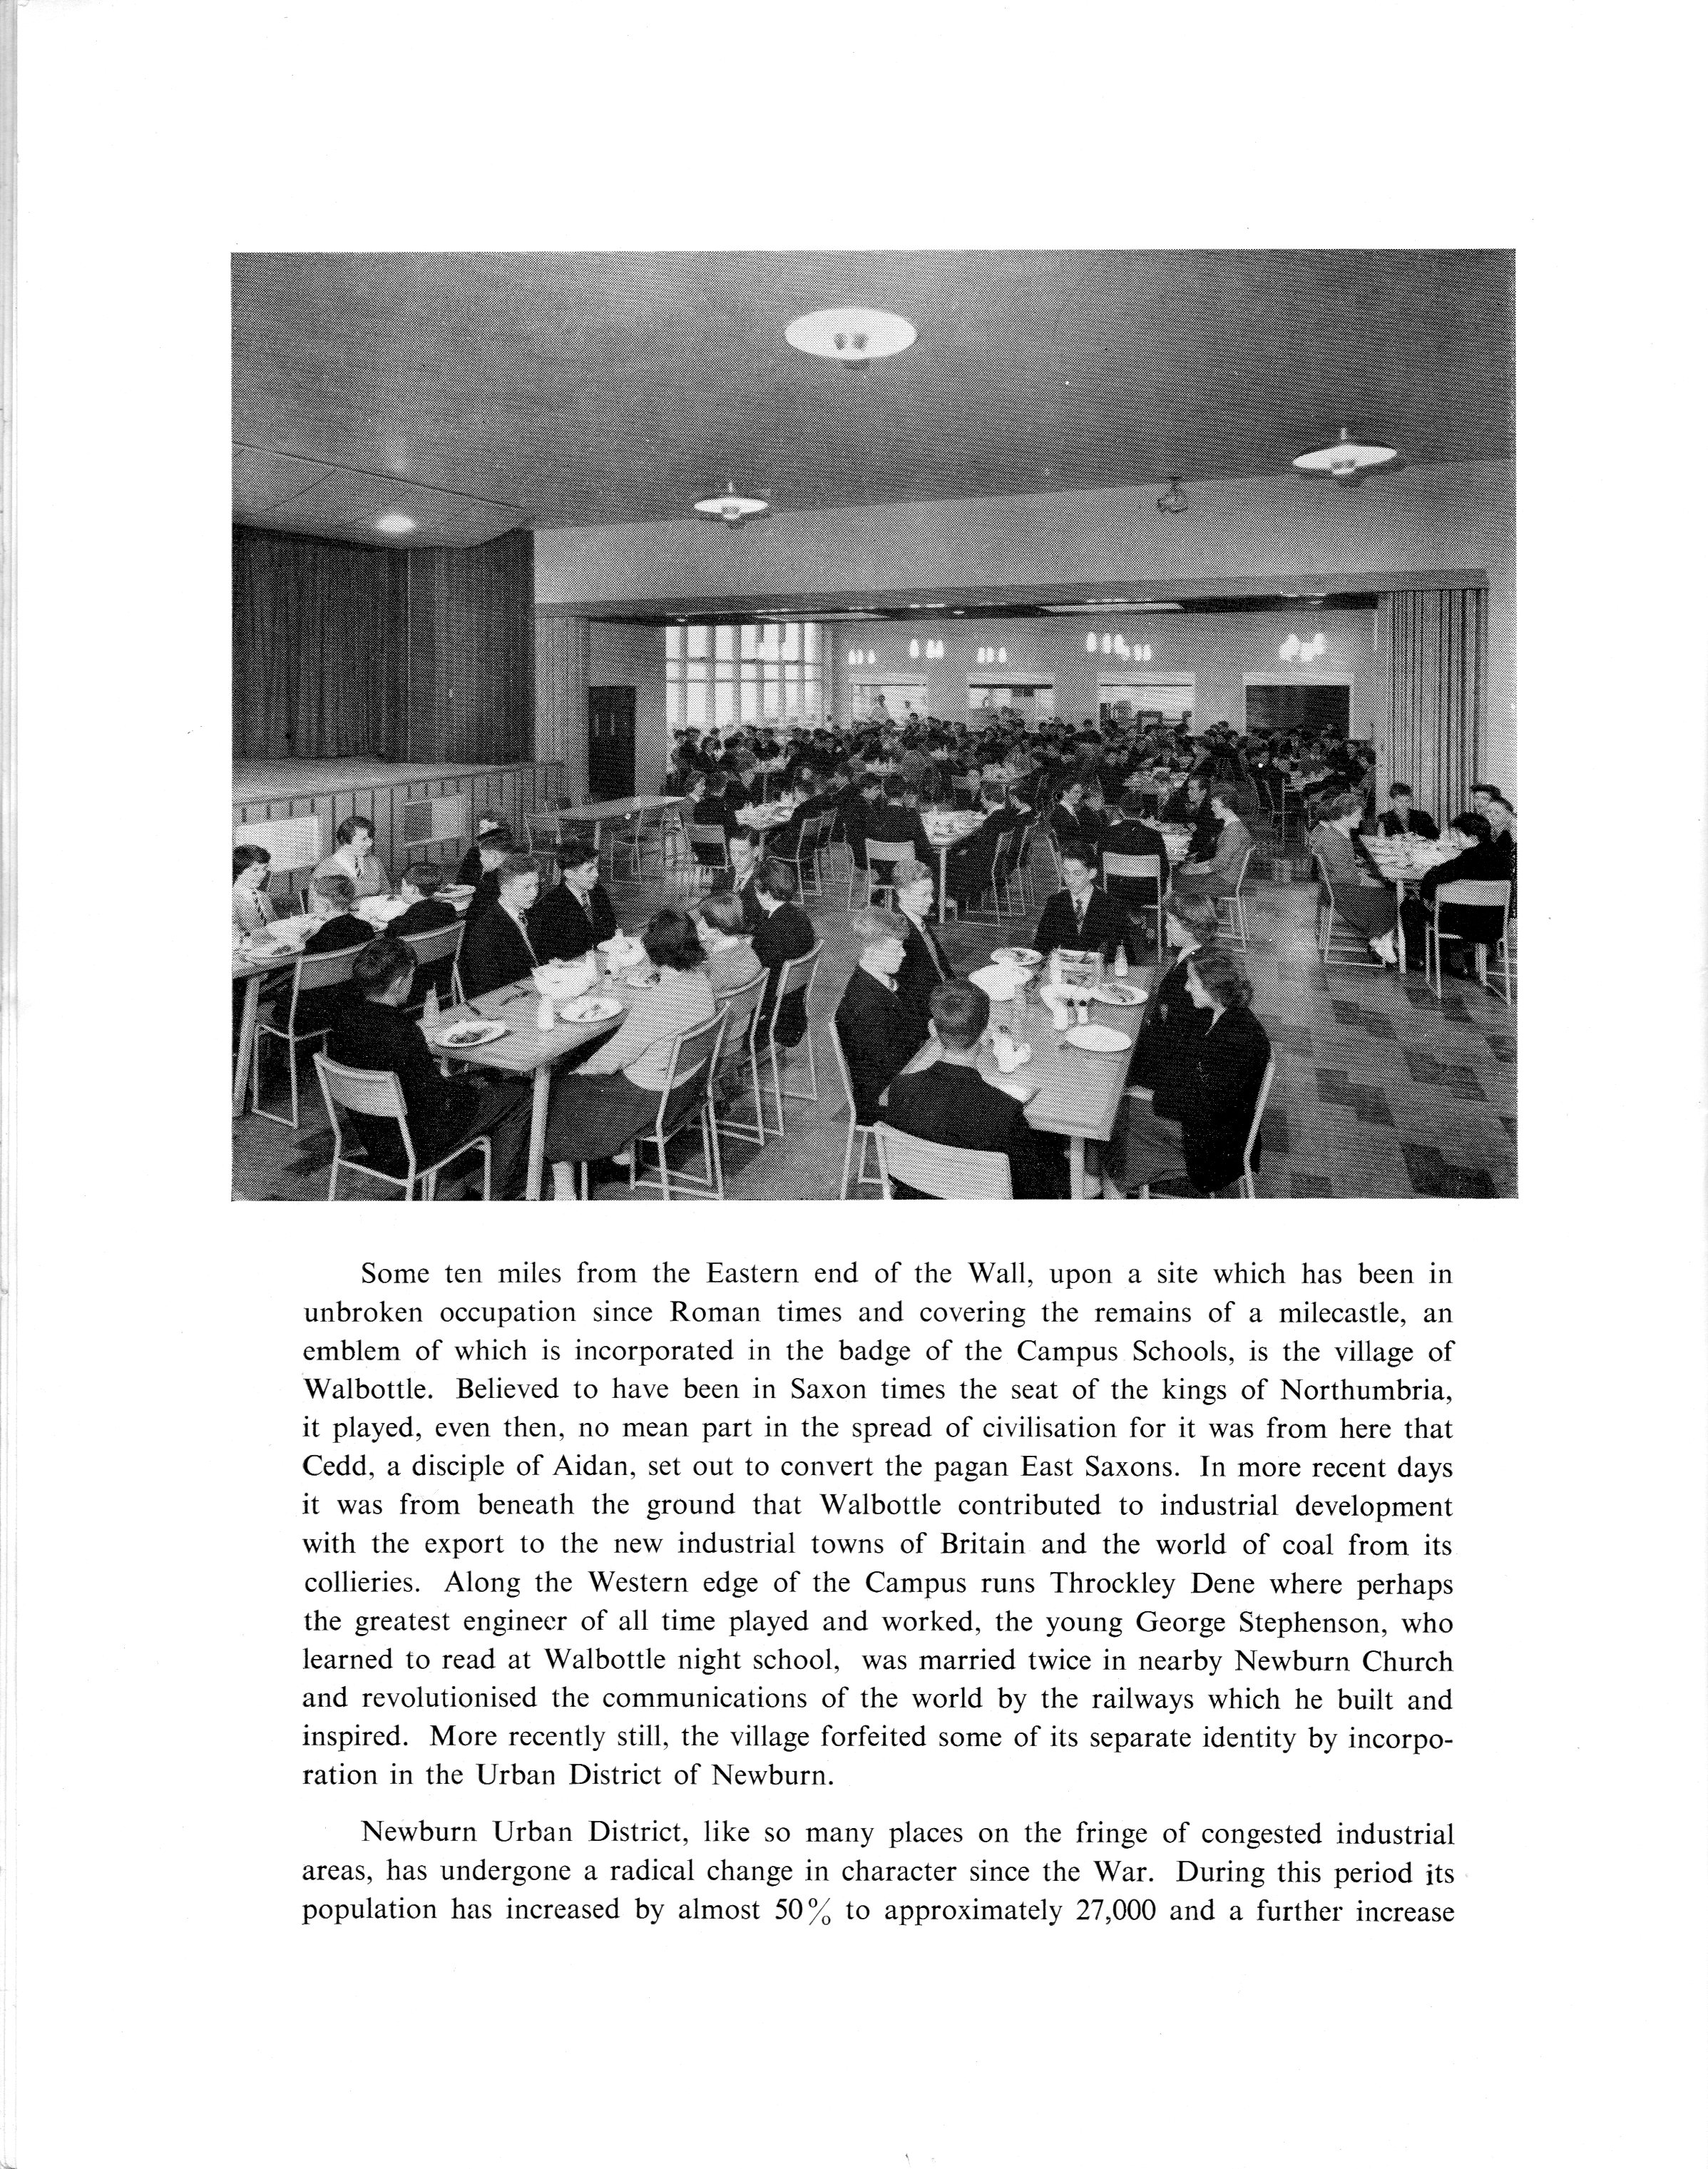 Some ten miles from the Eastern end of the Wall, upon a site which has been in
unbroken occupation since Roman times and covering the remains of a milecastle, an
emblem of which is incorporated in the badge of the Campus Schools, is the village of
Walbottle. Believed to have been in Saxon times the seat of the kings of Northumbria,
it played, even then, no mean part in the spread of civilisation for it was from here that
Cedd, a disciple of Aidan, set out to convert the pagan East Saxons. In more recent days
it was from beneath the ground that Walbottle contributed to industrial development
with the export to the new industrial towns of Britain and the world of coal from its
collieries. Along the Western edge of the Campus runs Throckley Dene where perhaps
the greatest engineer of all time played and worked, the young George Stephenson, who
learned to read at Walbottle night school, was married twice in nearby Newburn Church
and revolutionised the communications of the world by the railways which he built and
inspired. More recently still, the village forfeited some of its separate identity by incorpo-
ration in the Urban District of Newburn.
Newburn Urban District, like so many places on the fringe of congested industrial
areas, has undergone a radical change in character since the War. During this period its
population has increased by almost 50% to approximately 27,000 and a further increase